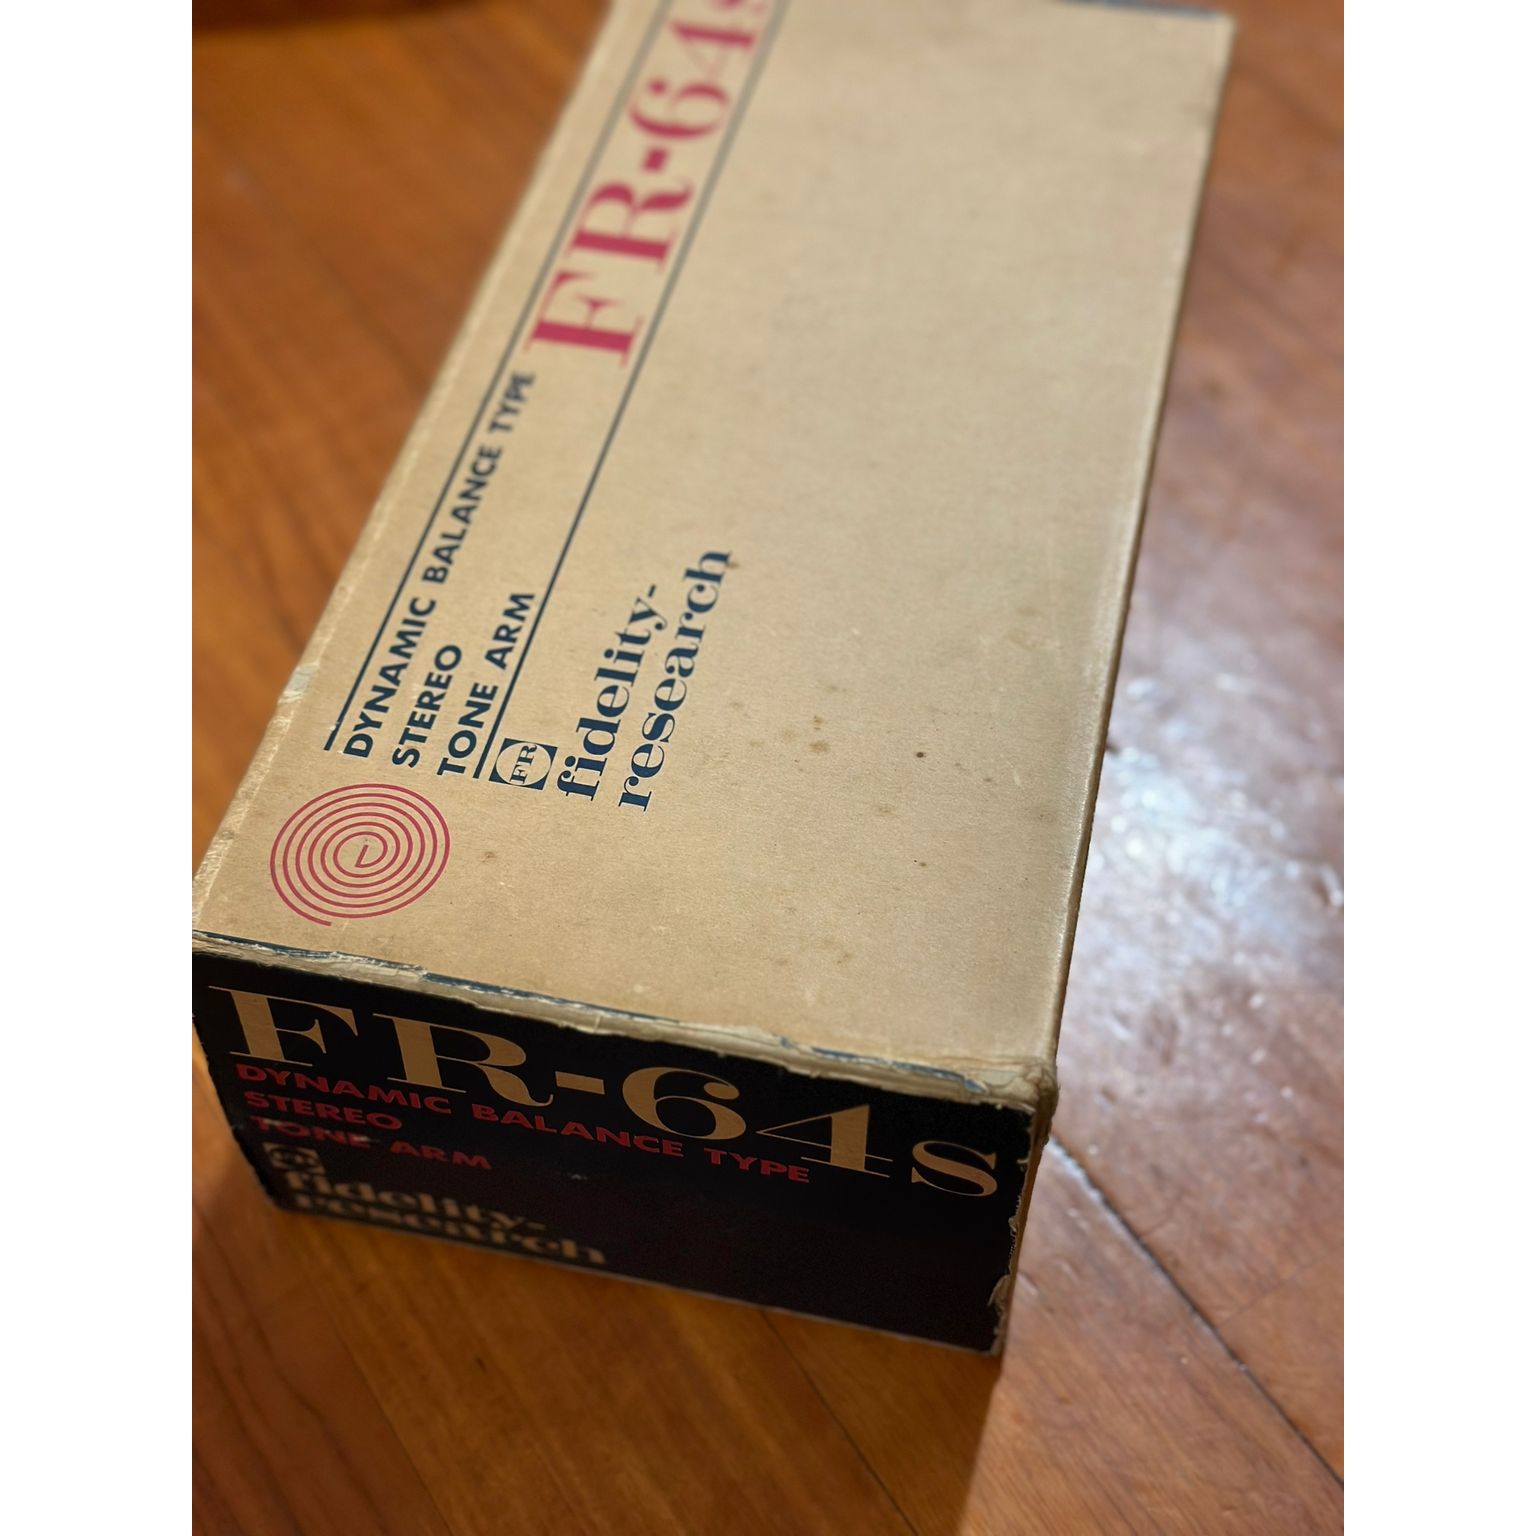 DYNAMIC BALANCE TYPE
STEREO
TONE ARM
FR-64s
FR
fidelity-
research
FR-64s
DYNAMIC BALANCE TYPE
STEREO
TONE ARM
fidelity-
research